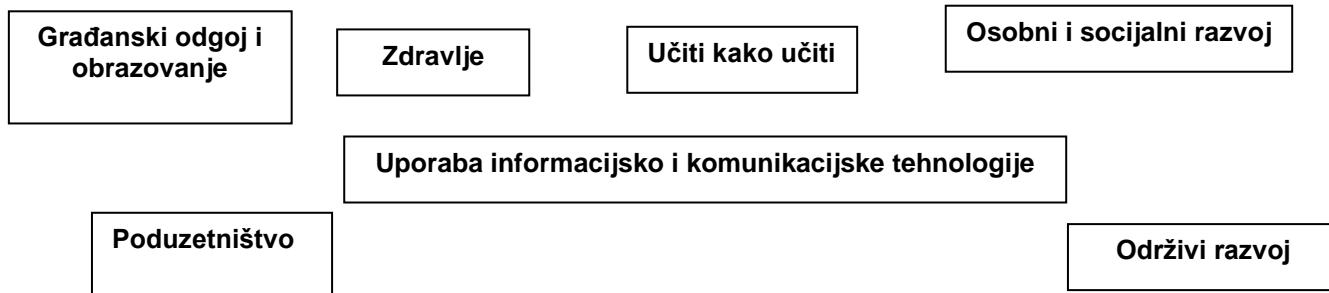 Građanski odgoj i
obrazovanje
Zdravlje
Učiti kako učiti
Osobni i socijalni razvoj
Uporaba informacijsko i komunikacijske tehnologije
Poduzetništvo
Održivi razvoj